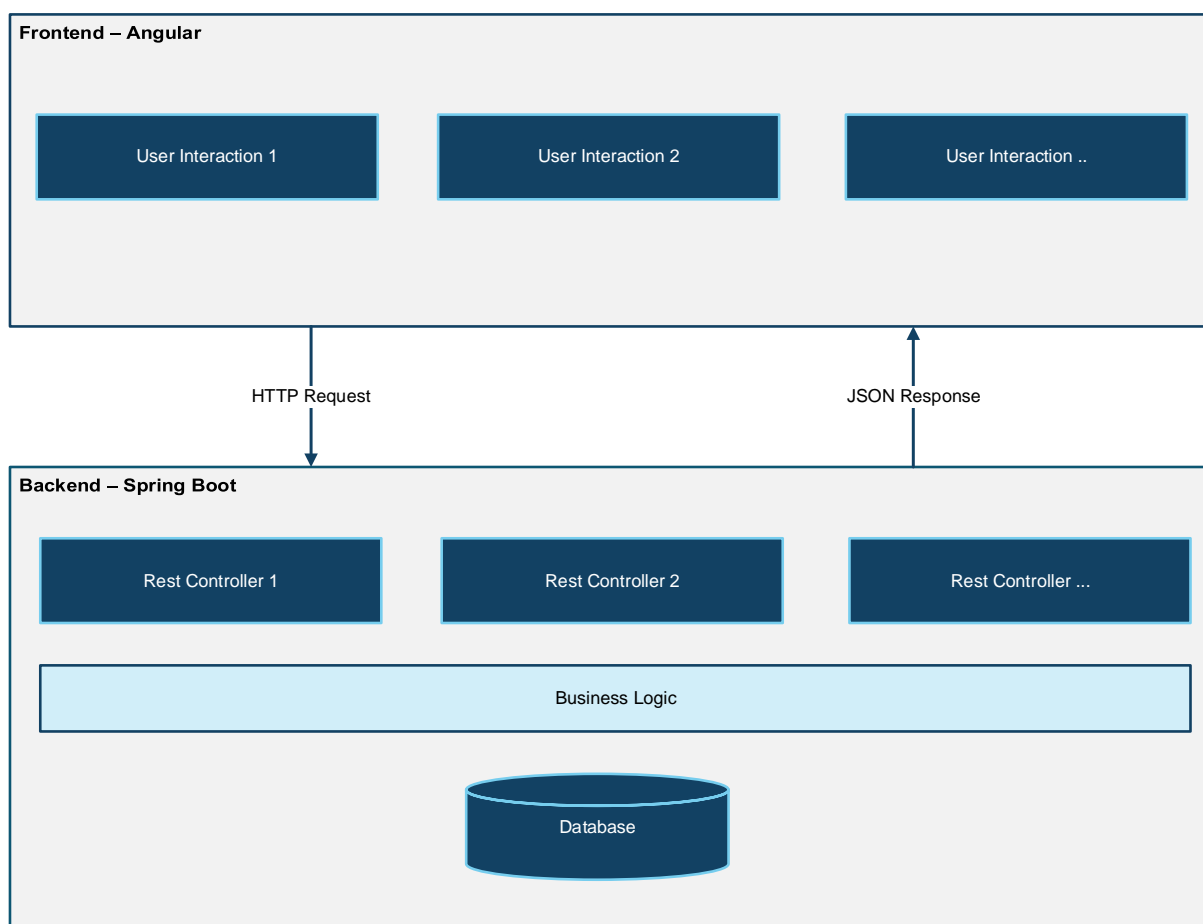 Frontend – Angular
User Interaction 1
User Interaction 2
User Interaction ..
HTTP Request
JSON Response
Backend – Spring Boot
Rest Controller 1
Rest Controller 2
Rest Controller ...
Business Logic
Database